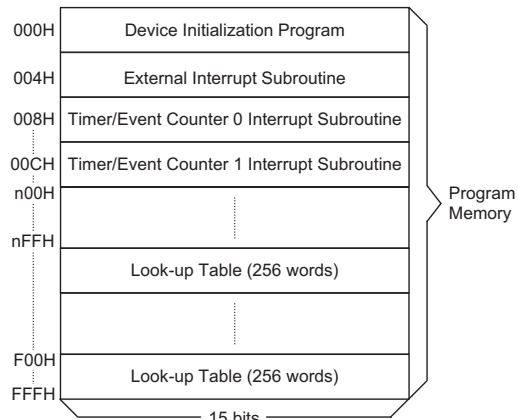 000H
Device Initialization Program
004H
External Interrupt Subroutine
008H
Timer/Event Counter 0 Interrupt Subroutine
00CH
Timer/Event Counter 1 Interrupt Subroutine
n00H
Program
Memory
nFFH
Look-up Table (256 words)
F00H
Look-up Table (256 words)
FFFH
15 bits